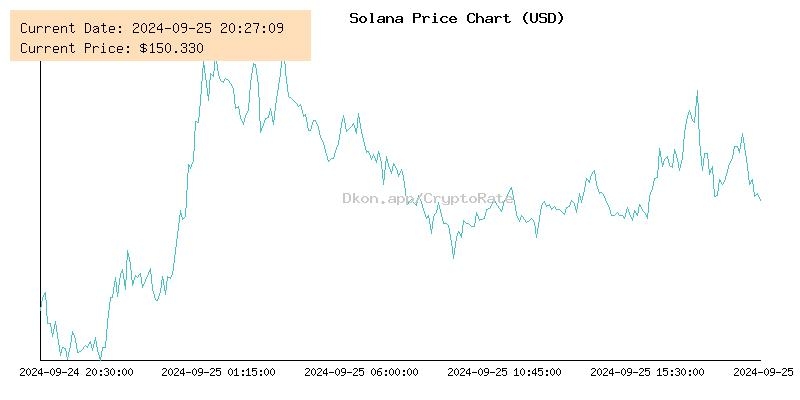 Solana Price Chart (USD)
Current Date: 2024-09-25 20:27:09
Current Price: $150.330
Dkon.app/CryptoRate
2024-09-24 20:30:00
2024-09-25 01:15:00
2024-09-25 06:00:00
2024-09-25 10:45:00
2024-09-25 15:30:00
2024-09-25